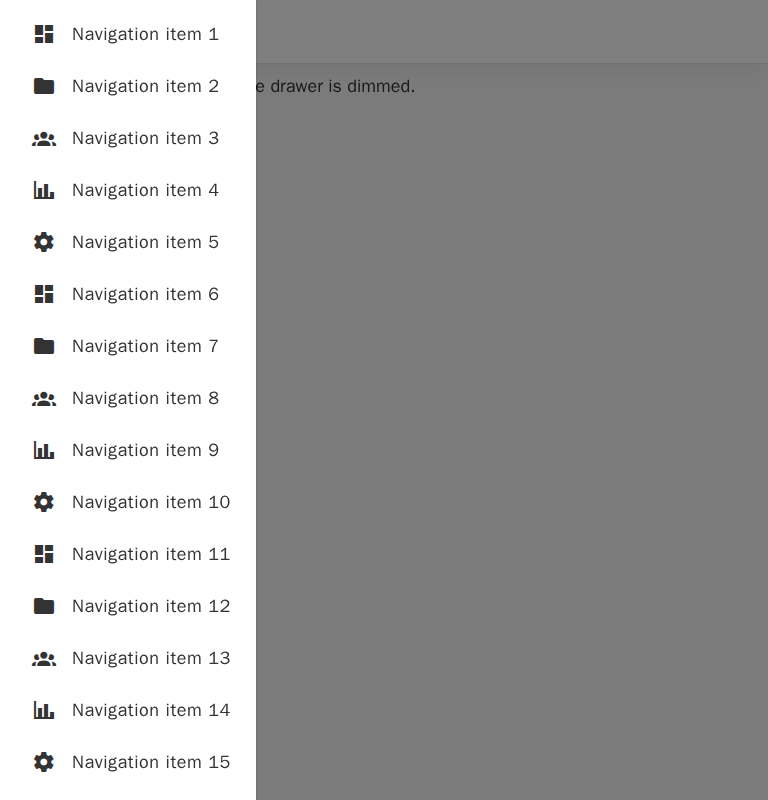 Navigation item 1
Navigation item 2
e drawer is dimmed.
Navigation item 3
Navigation item 4
Navigation item 5
Navigation item 6
Navigation item 7
Navigation item 8
Navigation item 9
Navigation item 10
Navigation item 11
Navigation item 12
Navigation item 13
Navigation item 14
Navigation item 15